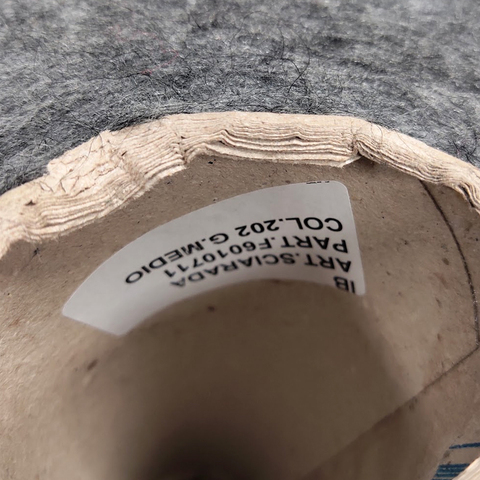 IB
ART.SCIARADA
PART.F6010711
COL.202 G.MEDIO